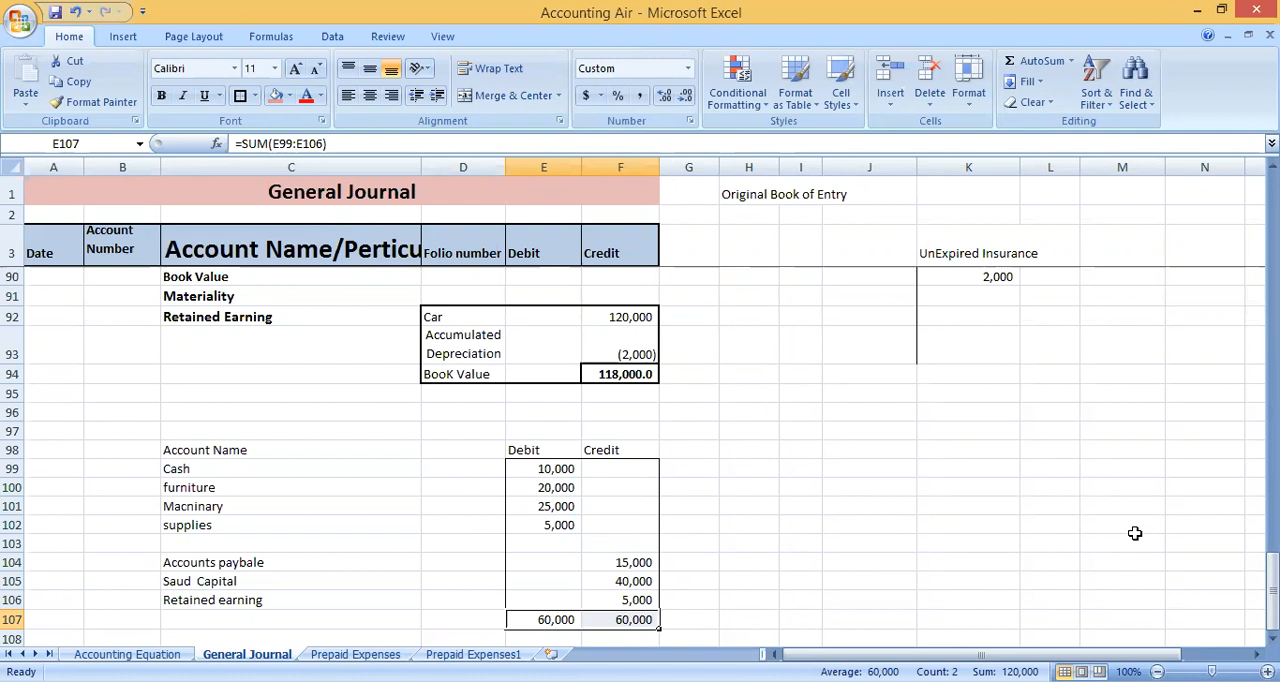 Accounting Air - Microsoft Excel
Home Insert Page Layout Formulas Data Review View
Paste Cut Copy Format Painter Clipboard
Calibri 11 A A B I U A Font
Wrap Text Merge & Center Alignment
Custom $ % , .0 .00 .00 .0 Number
Conditional Formatting Format as Table Cell Styles Styles
Insert Delete Format Cells
Σ AutoSum Fill Clear Sort & Filter Find & Select Editing
E107 fx =SUM(E99:E106)
A B C D E F G H I J K L M N
1 General Journal Original Book of Entry
2
3 Date Account Number Account Name/Perticu Folio number Debit Credit UnExpired Insurance
90 Book Value 2,000
91 Materiality
92 Retained Earning Car 120,000
93 Accumulated Depreciation (2,000)
94 BooK Value 118,000.0
95
96
97
98 Account Name Debit Credit
99 Cash 10,000
100 furniture 20,000
101 Macninary 25,000
102 supplies 5,000
103
104 Accounts paybale 15,000
105 Saud Capital 40,000
106 Retained earning 5,000
107 60,000 60,000
108
Accounting Equation General Journal Prepaid Expenses Prepaid Expenses1
Ready Average: 60,000 Count: 2 Sum: 120,000 100%